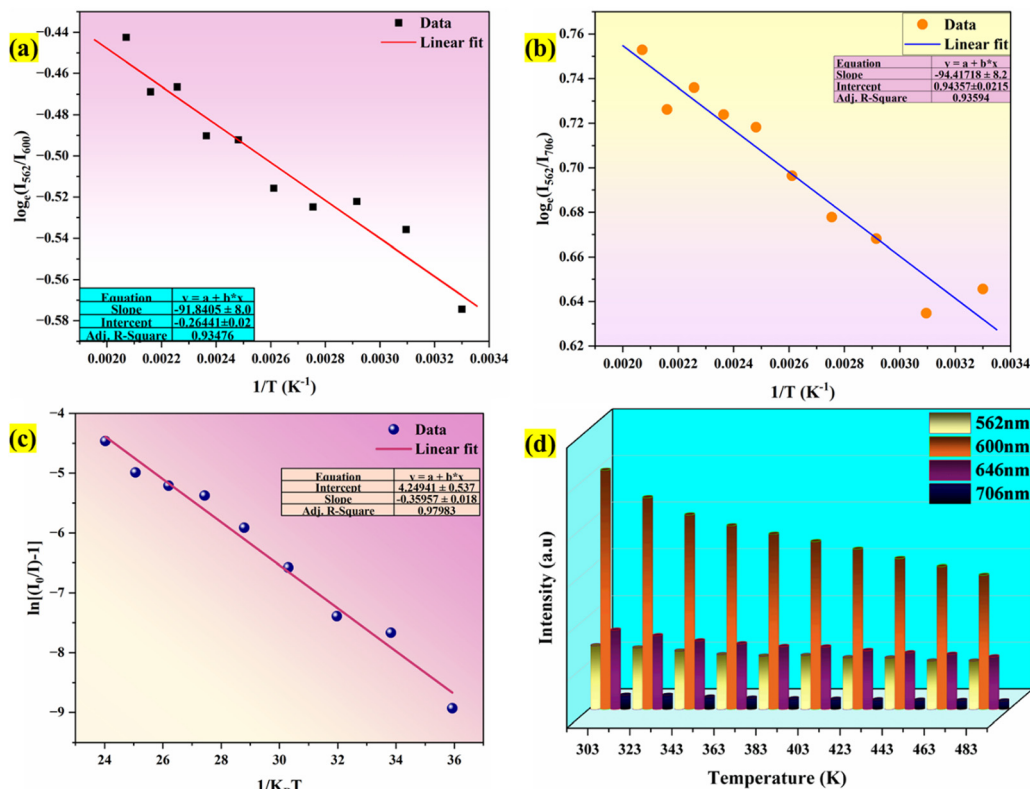 (a)
Data
Linear fit
−0.44
−0.46
−0.48
−0.50
−0.52
−0.54
−0.56
−0.58
logₑ(I₅₆₂/I₆₀₀)
Equation y = a + b*x
Slope -91.8405 ± 8.0
Intercept -0.26441±0.02
Adj. R-Square 0.93476
0.0020 0.0022 0.0024 0.0026 0.0028 0.0030 0.0032 0.0034
1/T (K⁻¹)
(b)
Data
Linear fit
Equation y = a + b*x
Slope -94.41718 ± 8.2
Intercept 0.94357±0.0215
Adj. R-Square 0.93594
0.76
0.74
0.72
0.70
0.68
0.66
0.64
0.62
logₑ(I₅₆₂/I₇₀₆)
0.0020 0.0022 0.0024 0.0026 0.0028 0.0030 0.0032 0.0034
1/T (K⁻¹)
(c)
Data
Linear fit
Equation y = a + b*x
Intercept 4.24941 ± 0.537
Slope -0.35957 ± 0.018
Adj. R-Square 0.97983
−4
−5
−6
−7
−8
−9
ln[(I₀/I)-1]
24 26 28 30 32 34 36
(d)
562nm
600nm
646nm
706nm
Intensity (a.u)
303 323 343 363 383 403 423 443 463 483
Temperature (K)